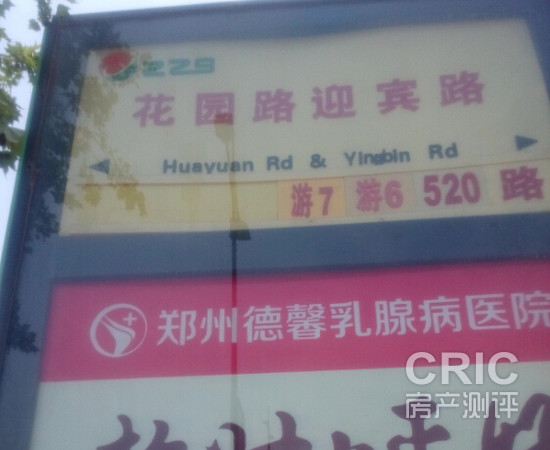 花园路迎宾路
Huayuan Rd & Yingbin Rd
游7 游6 520 路
郑州德馨乳腺病医院
CRIC
房产测评